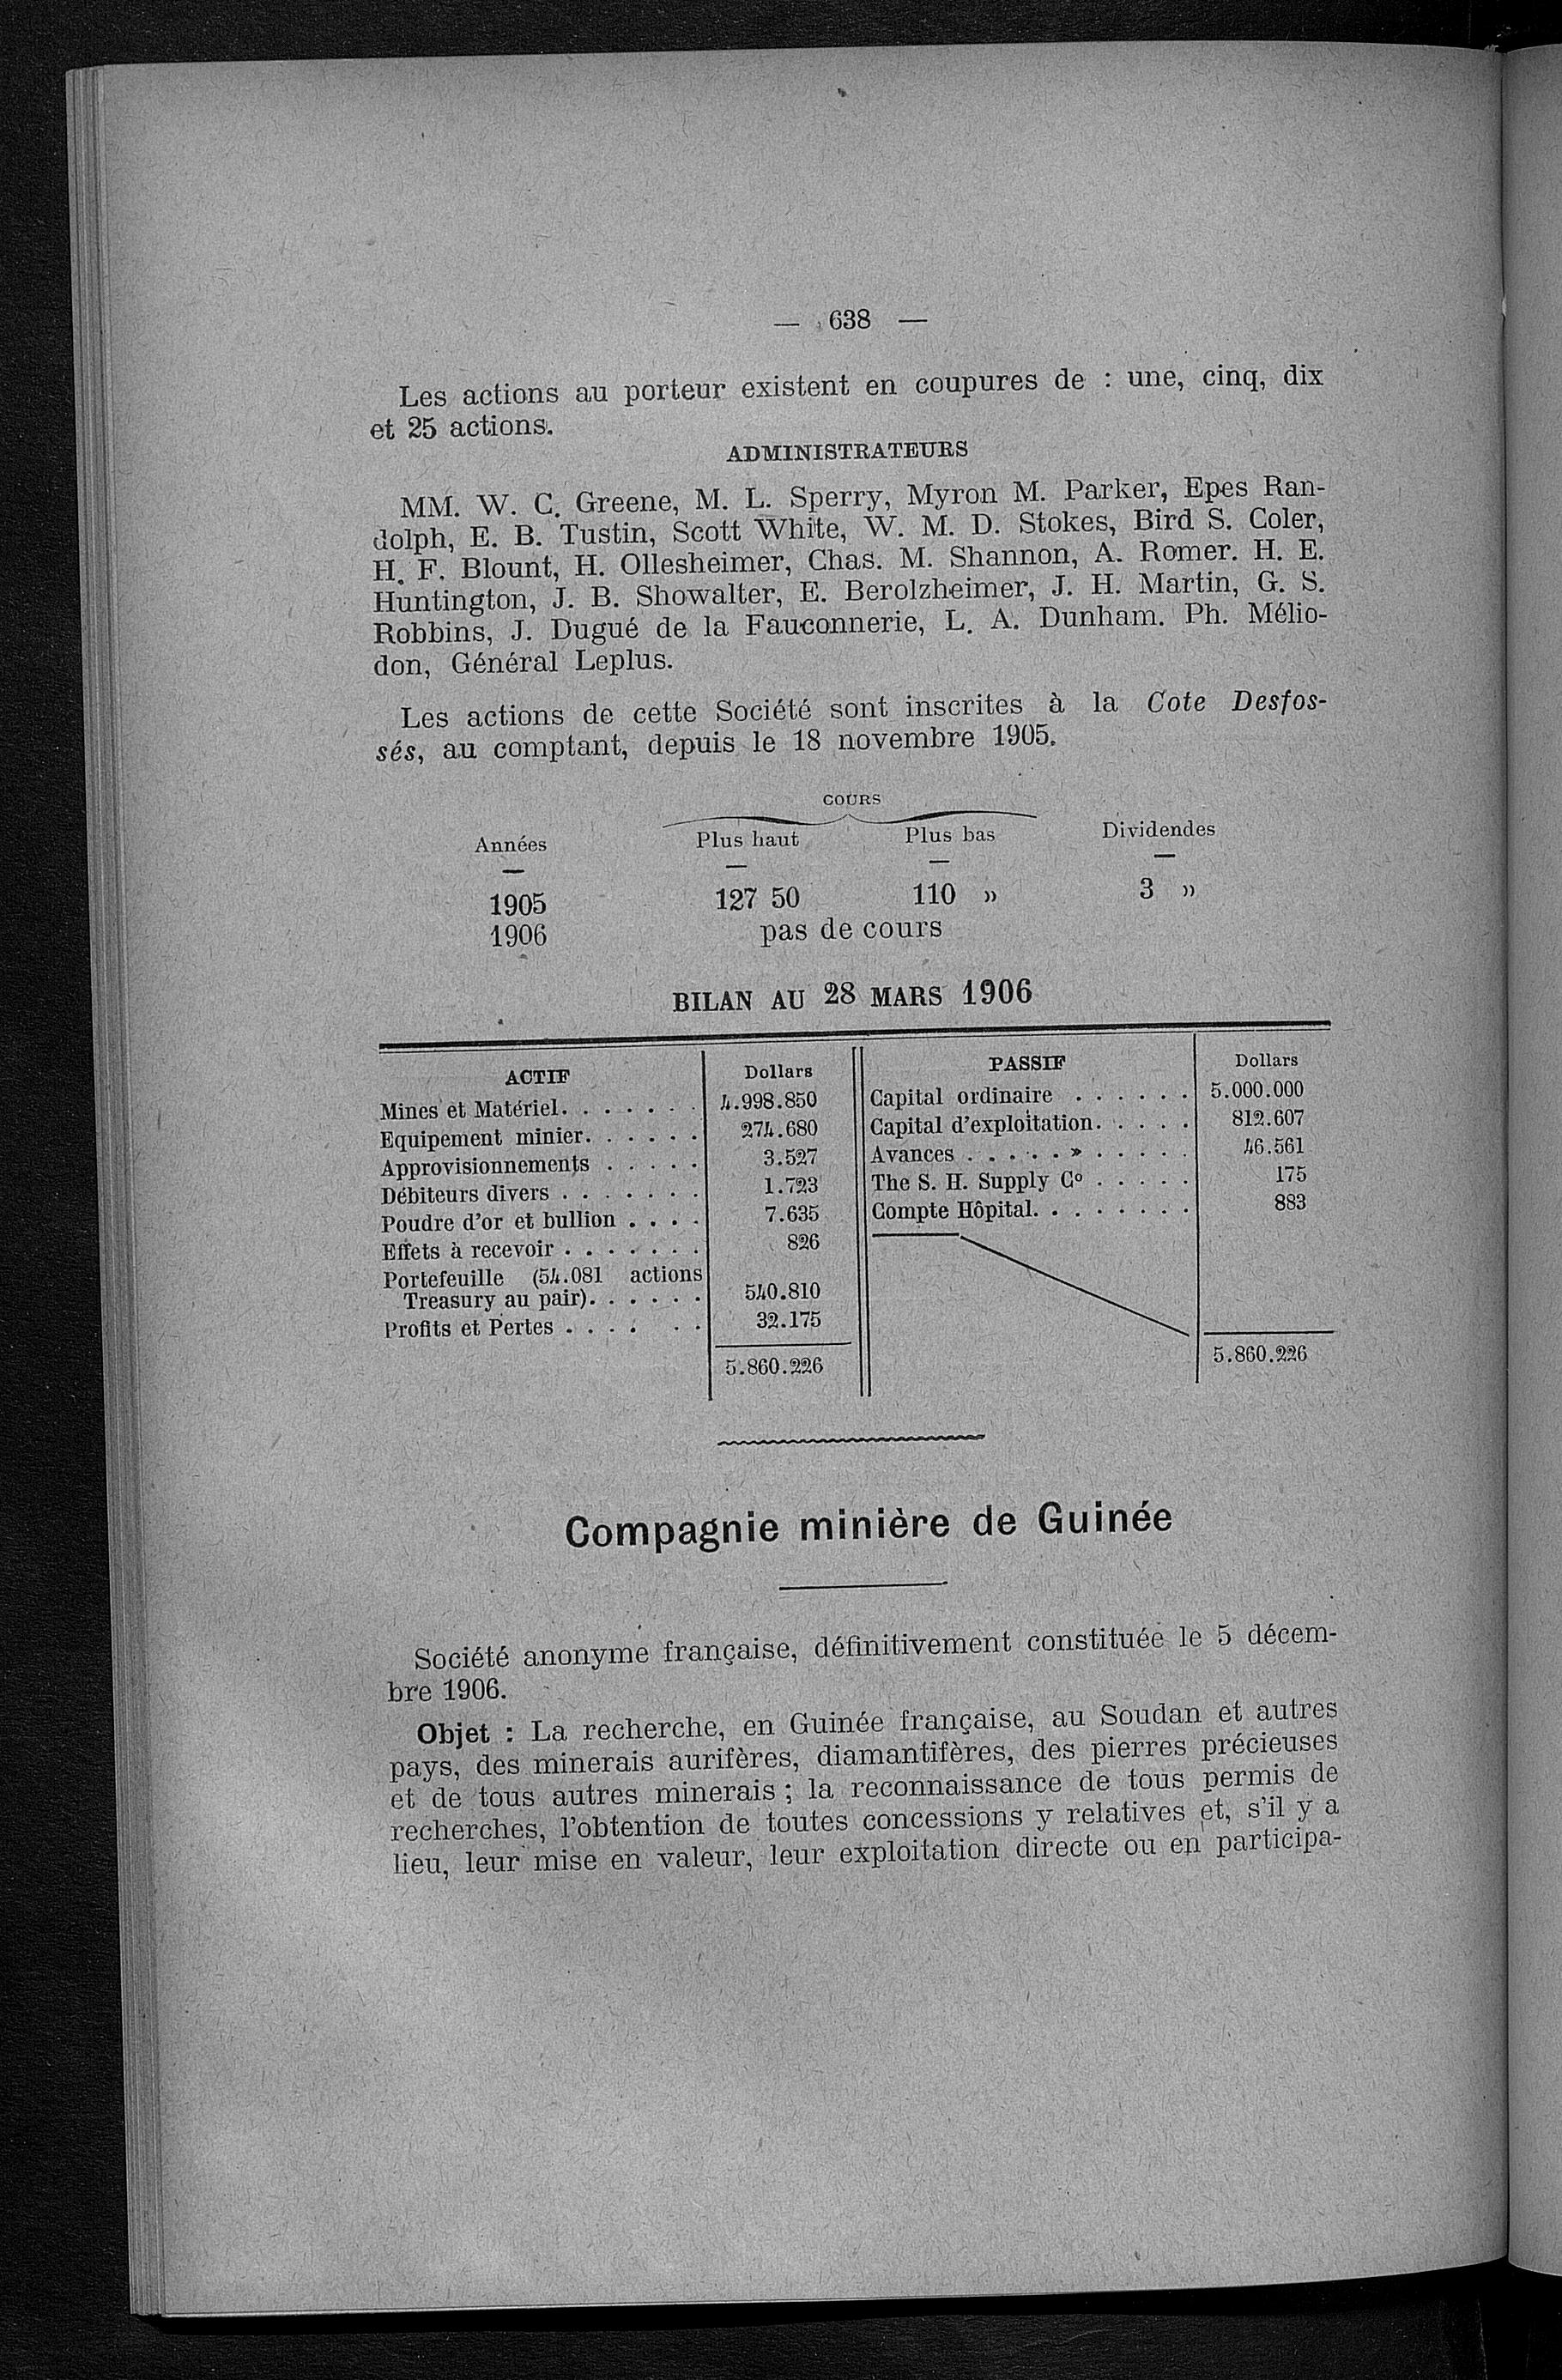 — 638 —
Les actions au porteur existent en coupures de : une, cinq, dix
et 25 actions.
ADMINISTRATEURS
MM. W. C. Greene, M. L. Sperry, Myron M. Parker, Epes Ran-
dolph, E. B. Tustin, Scott White, W. M. D. Stokes, Bird S. Coler,
H. F. Blount, H. Ollesheimer, Chas. M. Shannon, A. Romer. H. E.
Huntington, J. B. Showalter, E. Berolzheimer, J. H. Martin, G. S.
Robbins, J. Dugué de la Fauconnerie, L. A. Dunham. Ph. Mélio-
don, Général Leplus.
Les actions de cette Société sont inscrites à la Cote Desfos-
sés, au comptant, depuis le 18 novembre 1905.
COURS
Années Plus haut Plus bas Dividendes
— — — —
1905 127 50 110 » 3 »
1906 pas de cours
BILAN AU 28 MARS 1906
ACTIF Dollars PASSIF Dollars
Mines et Matériel. . . . . . . 4.998.850 Capital ordinaire . . . . . . 5.000.000
Equipement minier. . . . . . 274.680 Capital d'exploitation. . . . . 812.607
Approvisionnements . . . . . 3.527 Avances . . . . . » . . . . . 46.561
Débiteurs divers . . . . . . . 1.723 The S. H. Supply Cº . . . . . 175
Poudre d'or et bullion . . . . 7.635 Compte Hôpital. . . . . . . . 883
Effets à recevoir . . . . . . . 826
Portefeuille (54.081 actions
Treasury au pair). . . . . . 540.810
Profits et Pertes . . . . . . 32.175
5.860.226 5.860.226
Compagnie minière de Guinée
Société anonyme française, définitivement constituée le 5 décem-
bre 1906.
Objet : La recherche, en Guinée française, au Soudan et autres
pays, des minerais aurifères, diamantifères, des pierres précieuses
et de tous autres minerais ; la reconnaissance de tous permis de
recherches, l'obtention de toutes concessions y relatives et, s'il y a
lieu, leur mise en valeur, leur exploitation directe ou en participa-